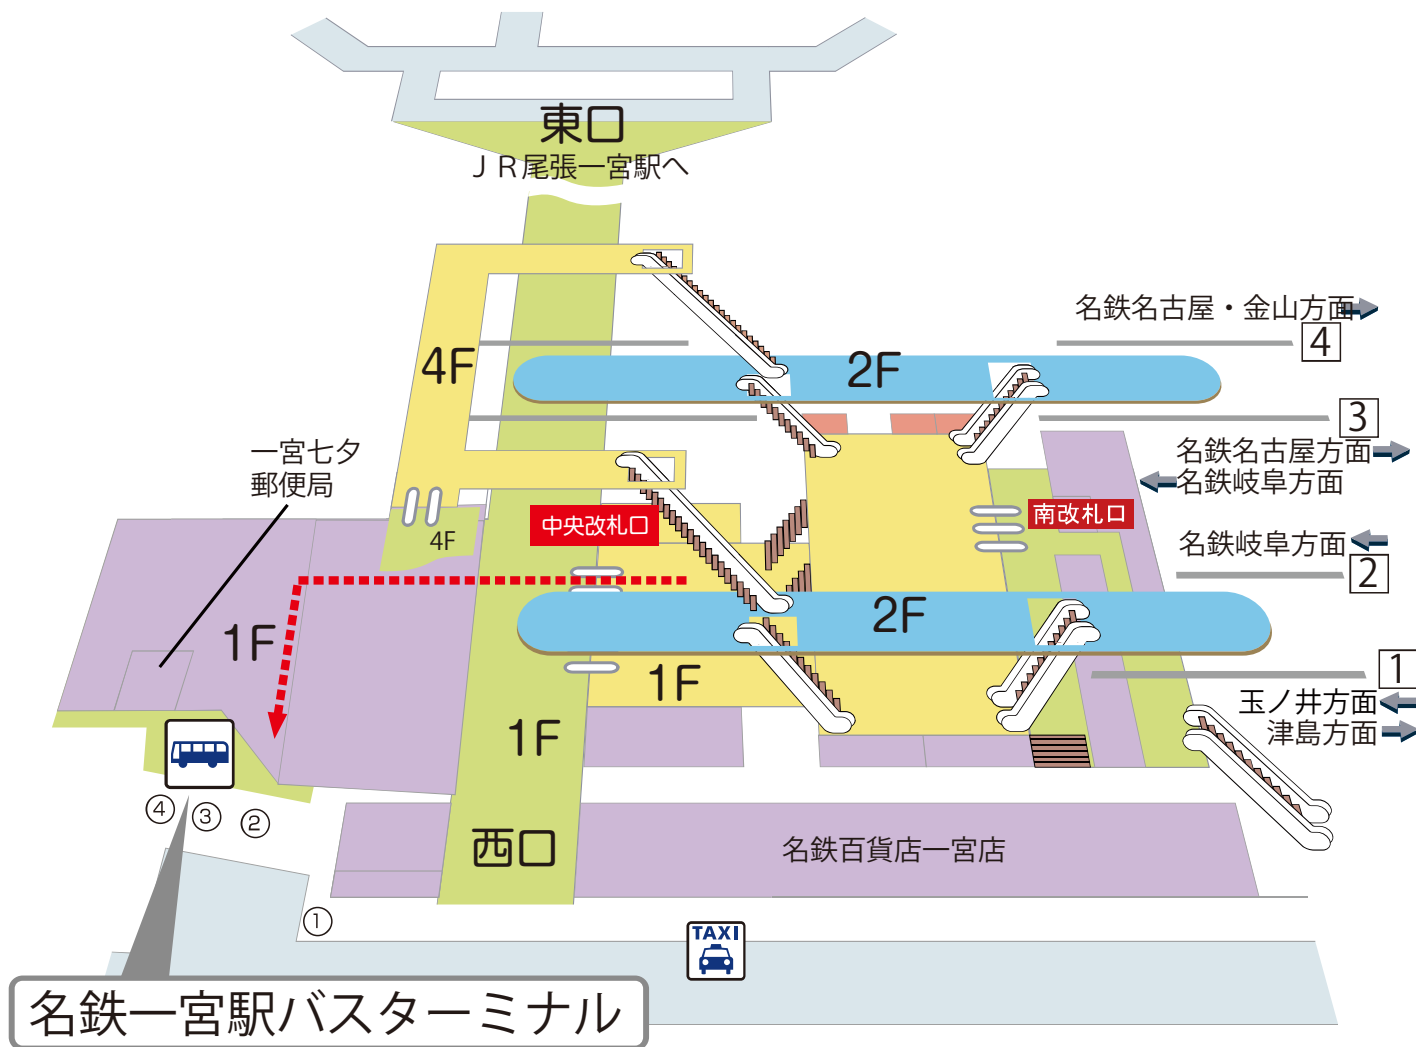 東口
ＪＲ尾張一宮駅へ
名鉄名古屋・金山方面
4
4F
2F
3
名鉄名古屋方面
名鉄岐阜方面
一宮七夕
郵便局
中央改札口
南改札口
4F
名鉄岐阜方面
2
2F
1F
1F
1
玉ノ井方面
津島方面
1F
④
③
②
西口
名鉄百貨店一宮店
①
TAXI
名鉄一宮駅バスターミナル